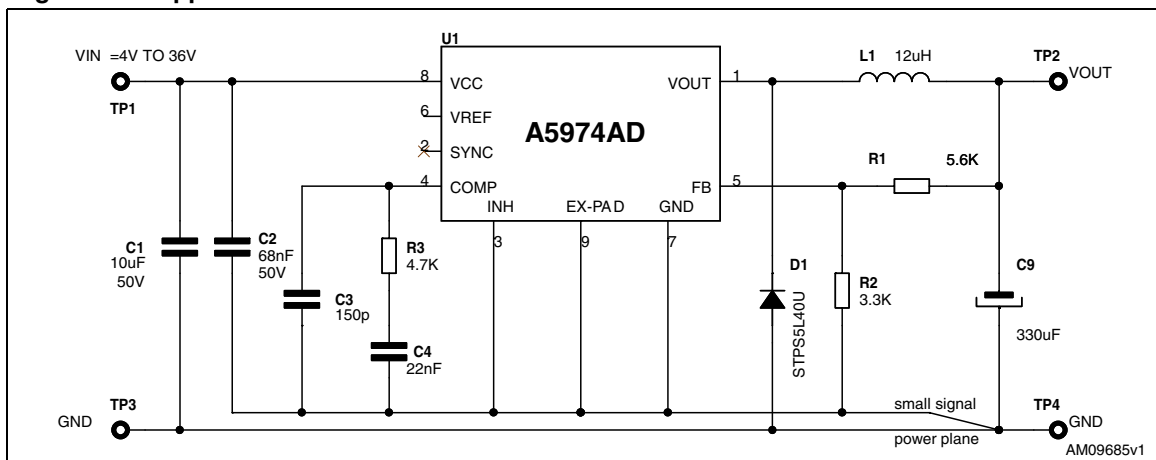 U1
VIN =4V TO 36V
TP1
8
VCC
6
VREF
2
SYNC
4
COMP
A5974AD
VOUT
1
FB
5
INH
3
EX-PAD
9
GND
7
L1
12uH
TP2
VOUT
R1
5.6K
C1
10uF
50V
C2
68nF
50V
C3
150p
R3
4.7K
C4
22nF
D1
STPS5L40U
R2
3.3K
C9
330uF
TP3
GND
small signal
power plane
TP4
GND
AM09685v1